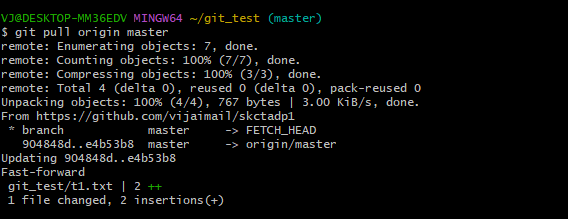 VJ@DESKTOP-MM36EDV MINGW64 ~/git_test (master)
$ git pull origin master
remote: Enumerating objects: 7, done.
remote: Counting objects: 100% (7/7), done.
remote: Compressing objects: 100% (3/3), done.
remote: Total 4 (delta 0), reused 0 (delta 0), pack-reused 0
Unpacking objects: 100% (4/4), 767 bytes | 3.00 KiB/s, done.
From https://github.com/vijaimail/skctadp1
 * branch            master     -> FETCH_HEAD
   904848d..e4b53b8  master     -> origin/master
Updating 904848d..e4b53b8
Fast-forward
 git_test/t1.txt | 2 ++
 1 file changed, 2 insertions(+)